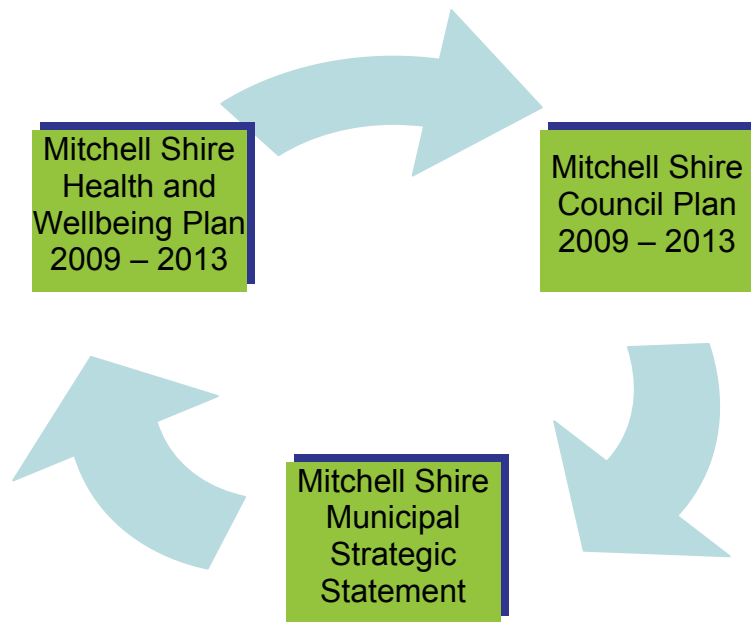 Mitchell Shire
Health and
Wellbeing Plan
2009 – 2013
Mitchell Shire
Council Plan
2009 – 2013
Mitchell Shire
Municipal
Strategic
Statement